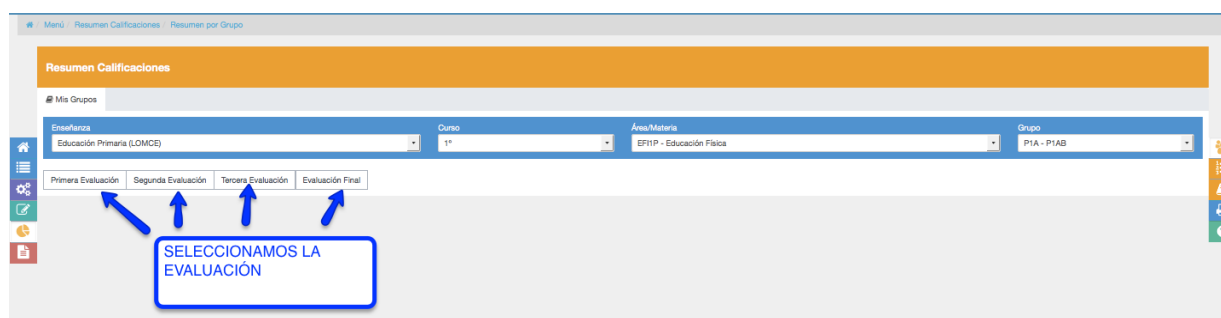 Menú / Resumen Calificaciones / Resumen por Grupo
Resumen Calificaciones
Mis Grupos
Enseñanza Curso Área/Materia Grupo
Educación Primaria (LOMCE) 1º EFI1P - Educación Física P1A - P1AB
Primera Evaluación Segunda Evaluación Tercera Evaluación Evaluación Final
SELECCIONAMOS LA
EVALUACIÓN